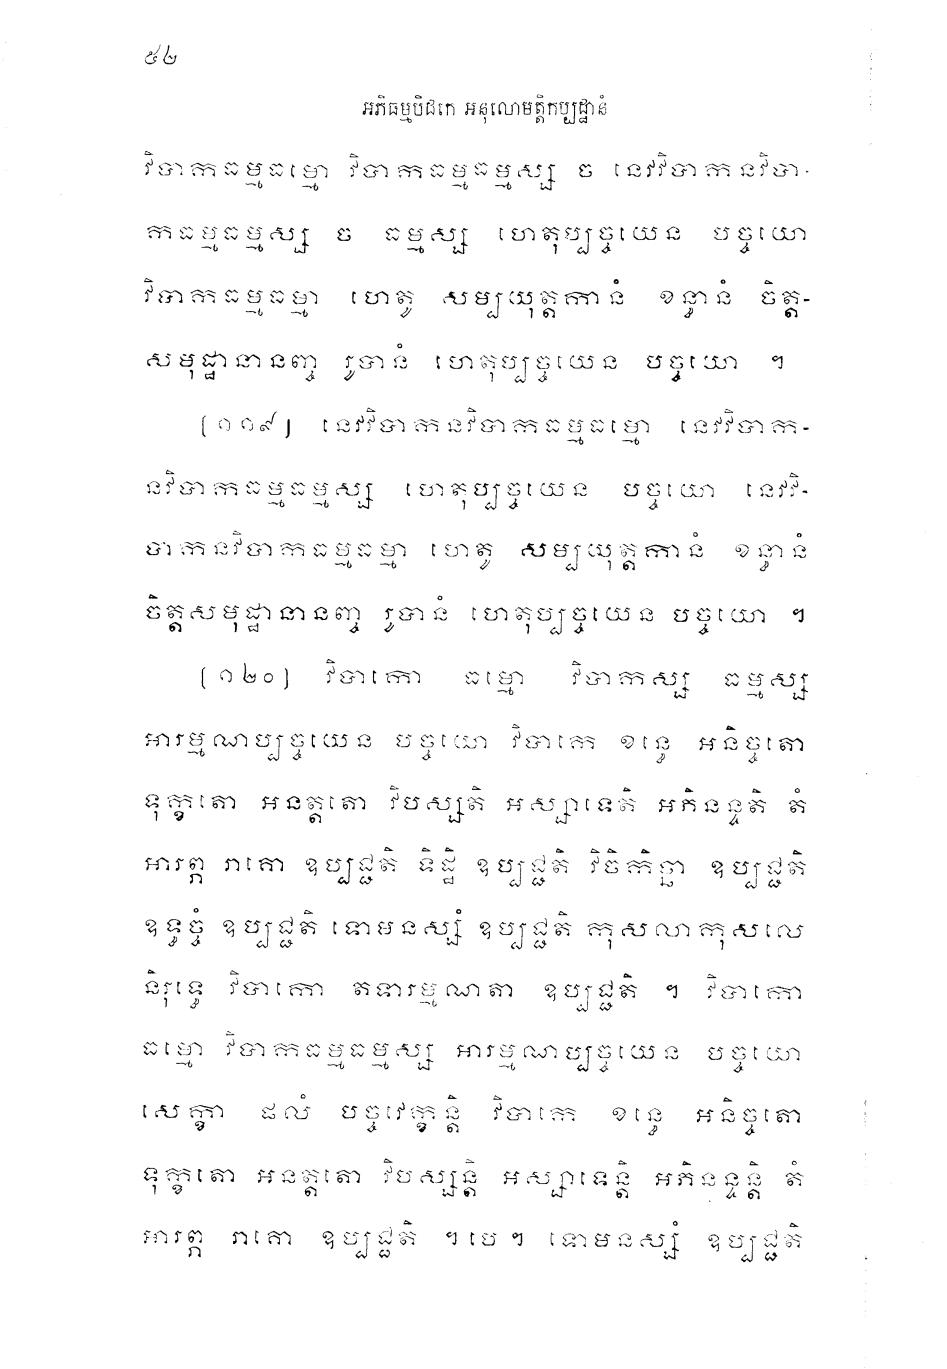 ៥២
អភិធម្មបិដកេ អនុលោមត្តិកប្បដ្ឋានំ
វិបាកធម្មធម្មោ វិបាកធម្មធម្មស្ស ច នេវវិបាកនវិបា-
កធម្មធម្មស្ស ច ធម្មស្ស ហេតុប្បច្ចយេន បច្ចយោ
វិបាកធម្មធម្មា ហេតូ សម្បយុត្តកានំ ខន្ធានំ ចិត្ត-
សមុដ្ឋានានញ្ច រូបានំ ហេតុប្បច្ចយេន បច្ចយោ ។
[១១៩] នេវវិបាកនវិបាកធម្មធម្មោ នេវវិបាក-
នវិបាកធម្មធម្មស្ស ហេតុប្បច្ចយេន បច្ចយោ នេវវិ-
បាកនវិបាកធម្មធម្មា ហេតូ សម្បយុត្តកានំ ខន្ធានំ
ចិត្តសមុដ្ឋានានញ្ច រូបានំ ហេតុប្បច្ចយេន បច្ចយោ ។
[១២០] វិបាកោ ធម្មោ វិបាកស្ស ធម្មស្ស
អារម្មណប្បច្ចយេន បច្ចយោ វិបាកេ ខន្ធេ អនិច្ចតោ
ទុក្ខតោ អនត្តតោ វិបស្សតិ អស្សាទេតិ អភិនន្ទតិ តំ
អារព្ភ រាគោ ឧប្បជ្ជតិ ទិដ្ឋិ ឧប្បជ្ជតិ វិចិកិច្ឆា ឧប្បជ្ជតិ
ឧទ្ធច្ចំ ឧប្បជ្ជតិ ទោមនស្សំ ឧប្បជ្ជតិ កុសលាកុសលេ
និរុទ្ធេ វិបាកោ តទារម្មណតា ឧប្បជ្ជតិ ។ វិបាកោ
ធម្មោ វិបាកធម្មធម្មស្ស អារម្មណប្បច្ចយេន បច្ចយោ
សេក្ខា ផលំ បច្ចវេក្ខន្តិ វិបាកេ ខន្ធេ អនិច្ចតោ
ទុក្ខតោ អនត្តតោ វិបស្សន្តិ អស្សាទេន្តិ អភិនន្ទន្តិ តំ
អារព្ភ រាគោ ឧប្បជ្ជតិ ។ បេ ។ ទោមនស្សំ ឧប្បជ្ជតិ